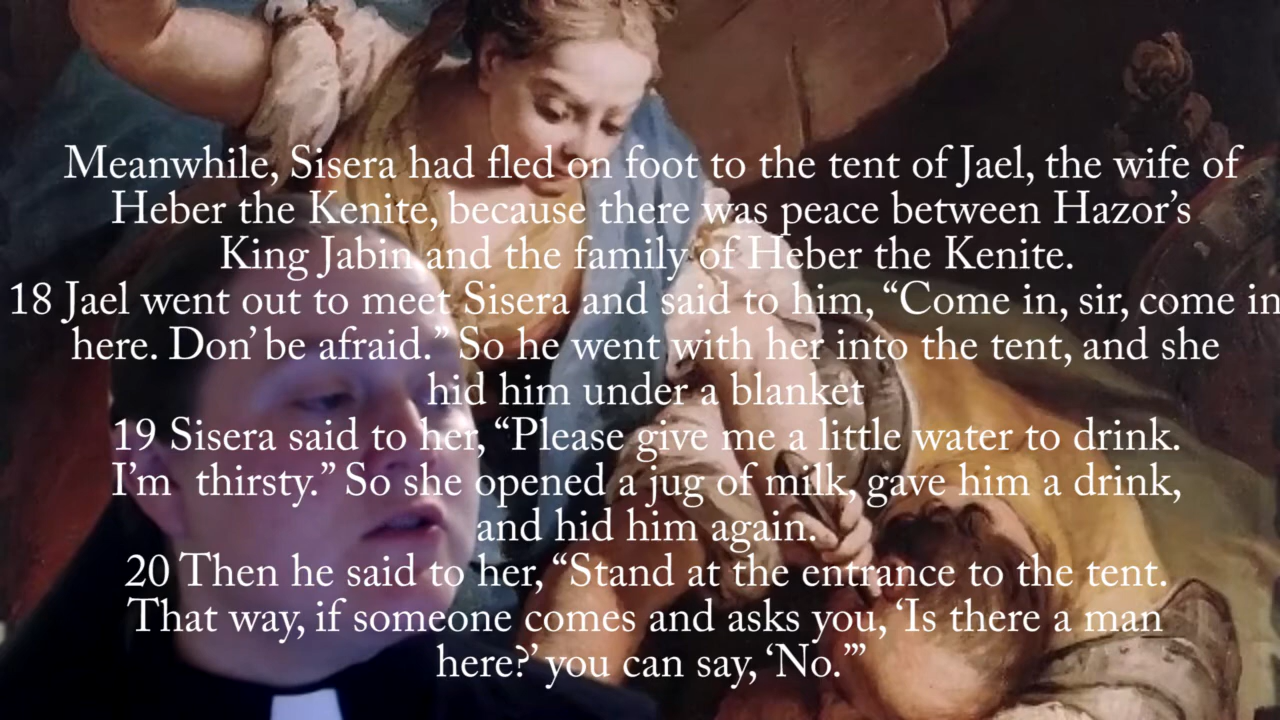 Meanwhile, Sisera had fled on foot to the tent of Jael, the wife of
Heber the Kenite, because there was peace between Hazor’s
King Jabin and the family of Heber the Kenite.
18 Jael went out to meet Sisera and said to him, “Come in, sir, come in
here. Don’ be afraid.” So he went with her into the tent, and she
hid him under a blanket
19 Sisera said to her, “Please give me a little water to drink.
I’m  thirsty.” So she opened a jug of milk, gave him a drink,
and hid him again.
20 Then he said to her, “Stand at the entrance to the tent.
That way, if someone comes and asks you, ‘Is there a man
here?’ you can say, ‘No.’”